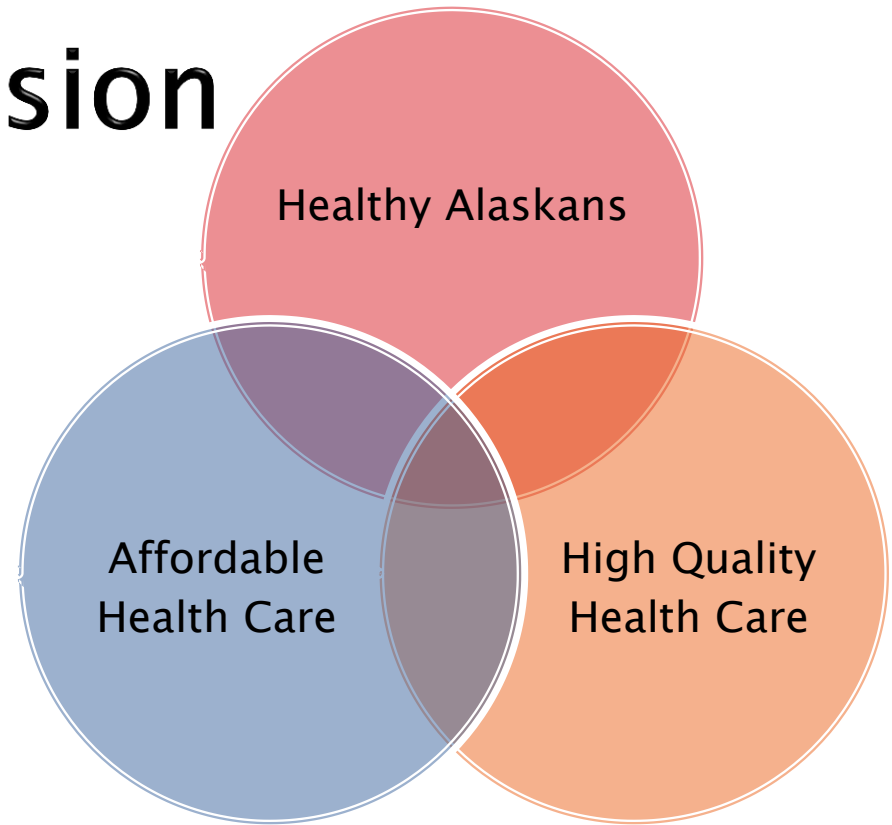 sion
Healthy Alaskans
Affordable
Health Care
High Quality
Health Care